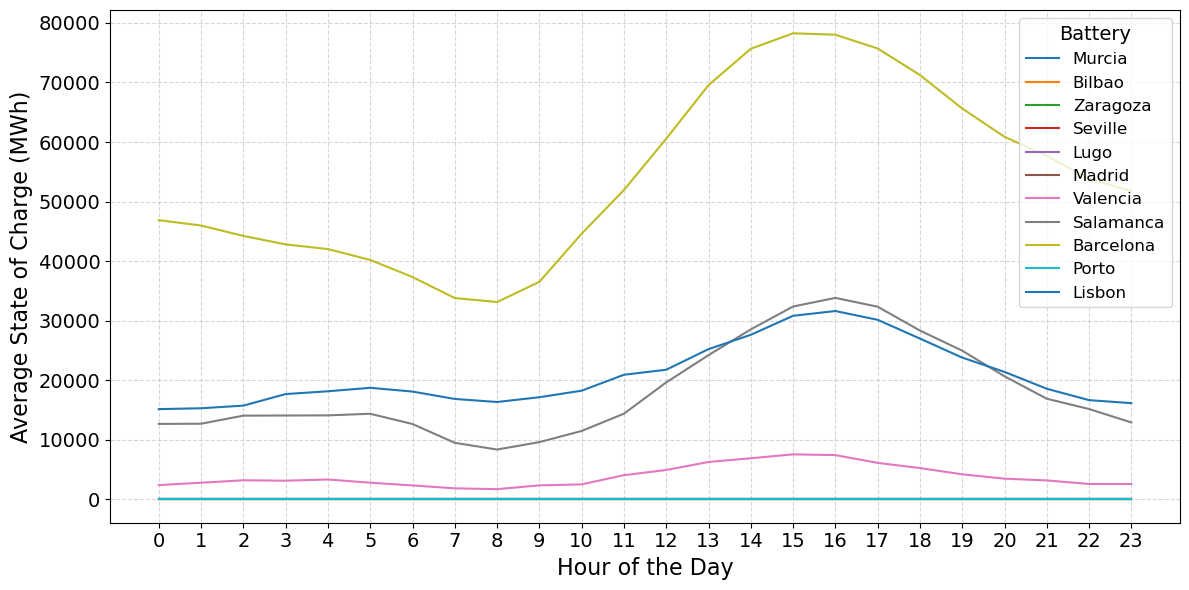 Average State of Charge (MWh)
80000
70000
60000
50000
40000
30000
20000
10000
0
Battery
Murcia
Bilbao
Zaragoza
Seville
Lugo
Madrid
Valencia
Salamanca
Barcelona
Porto
Lisbon
0 1 2 3 4 5 6 7 8 9 10 11 12 13 14 15 16 17 18 19 20 21 22 23
Hour of the Day